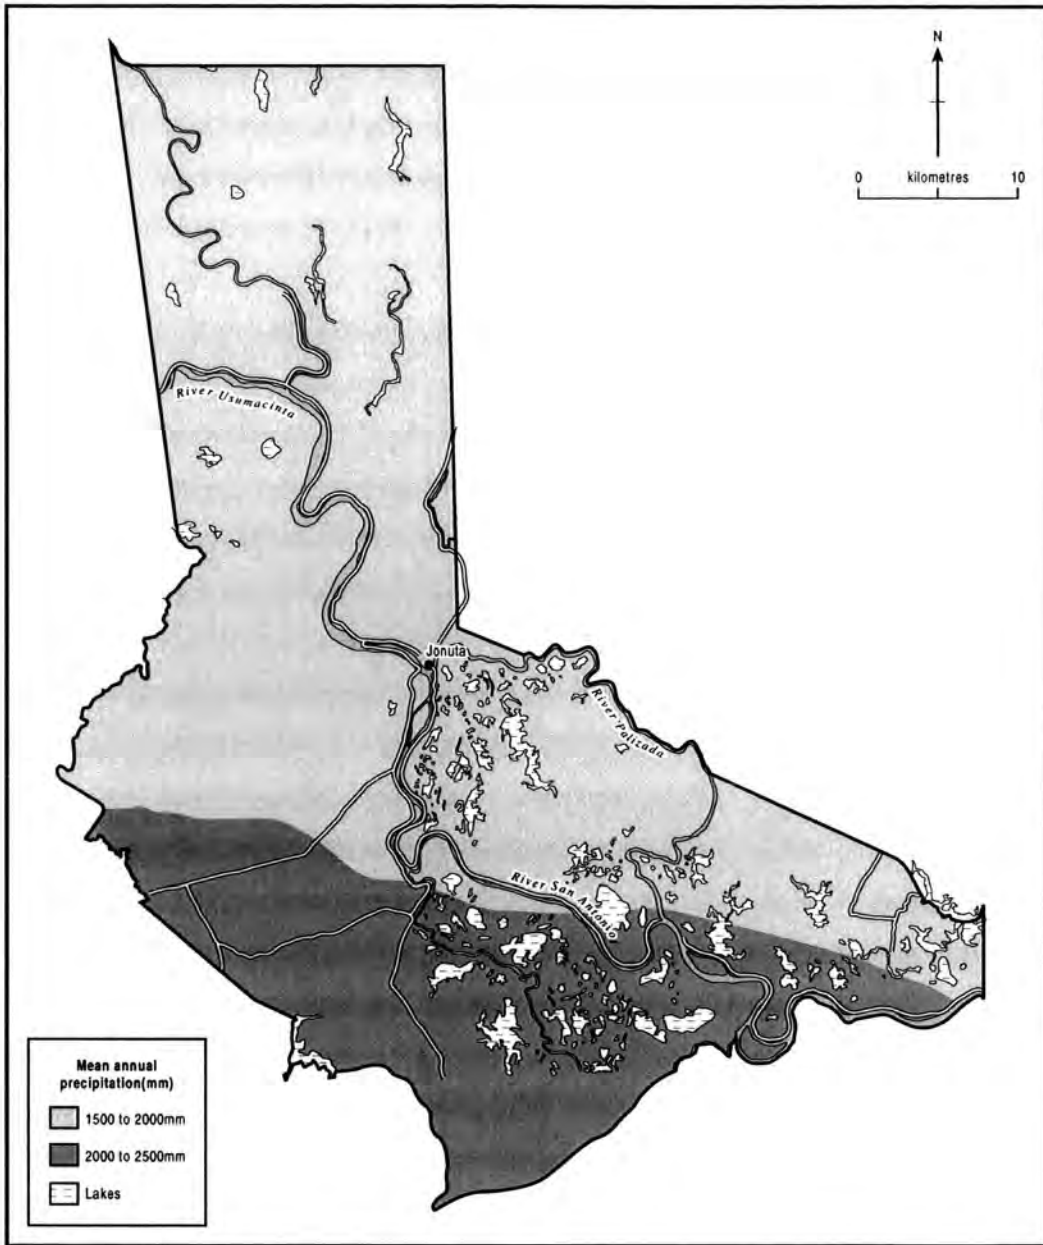 N
0 kilometres 10
River Usumacinta
Jonuta
River Palizada
River San Antonio
Mean annual
precipitation(mm)
1500 to 2000mm
2000 to 2500mm
Lakes